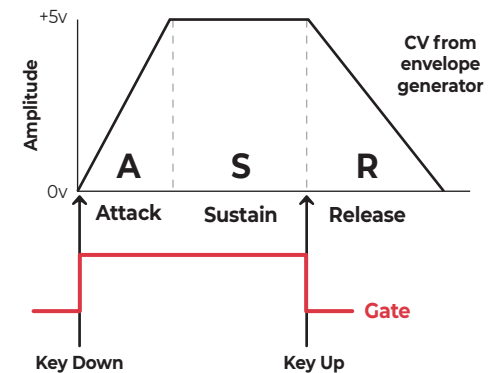 +5v
CV from
envelope
generator
Amplitude
A S R
0v
Attack Sustain Release
Gate
Key Down Key Up